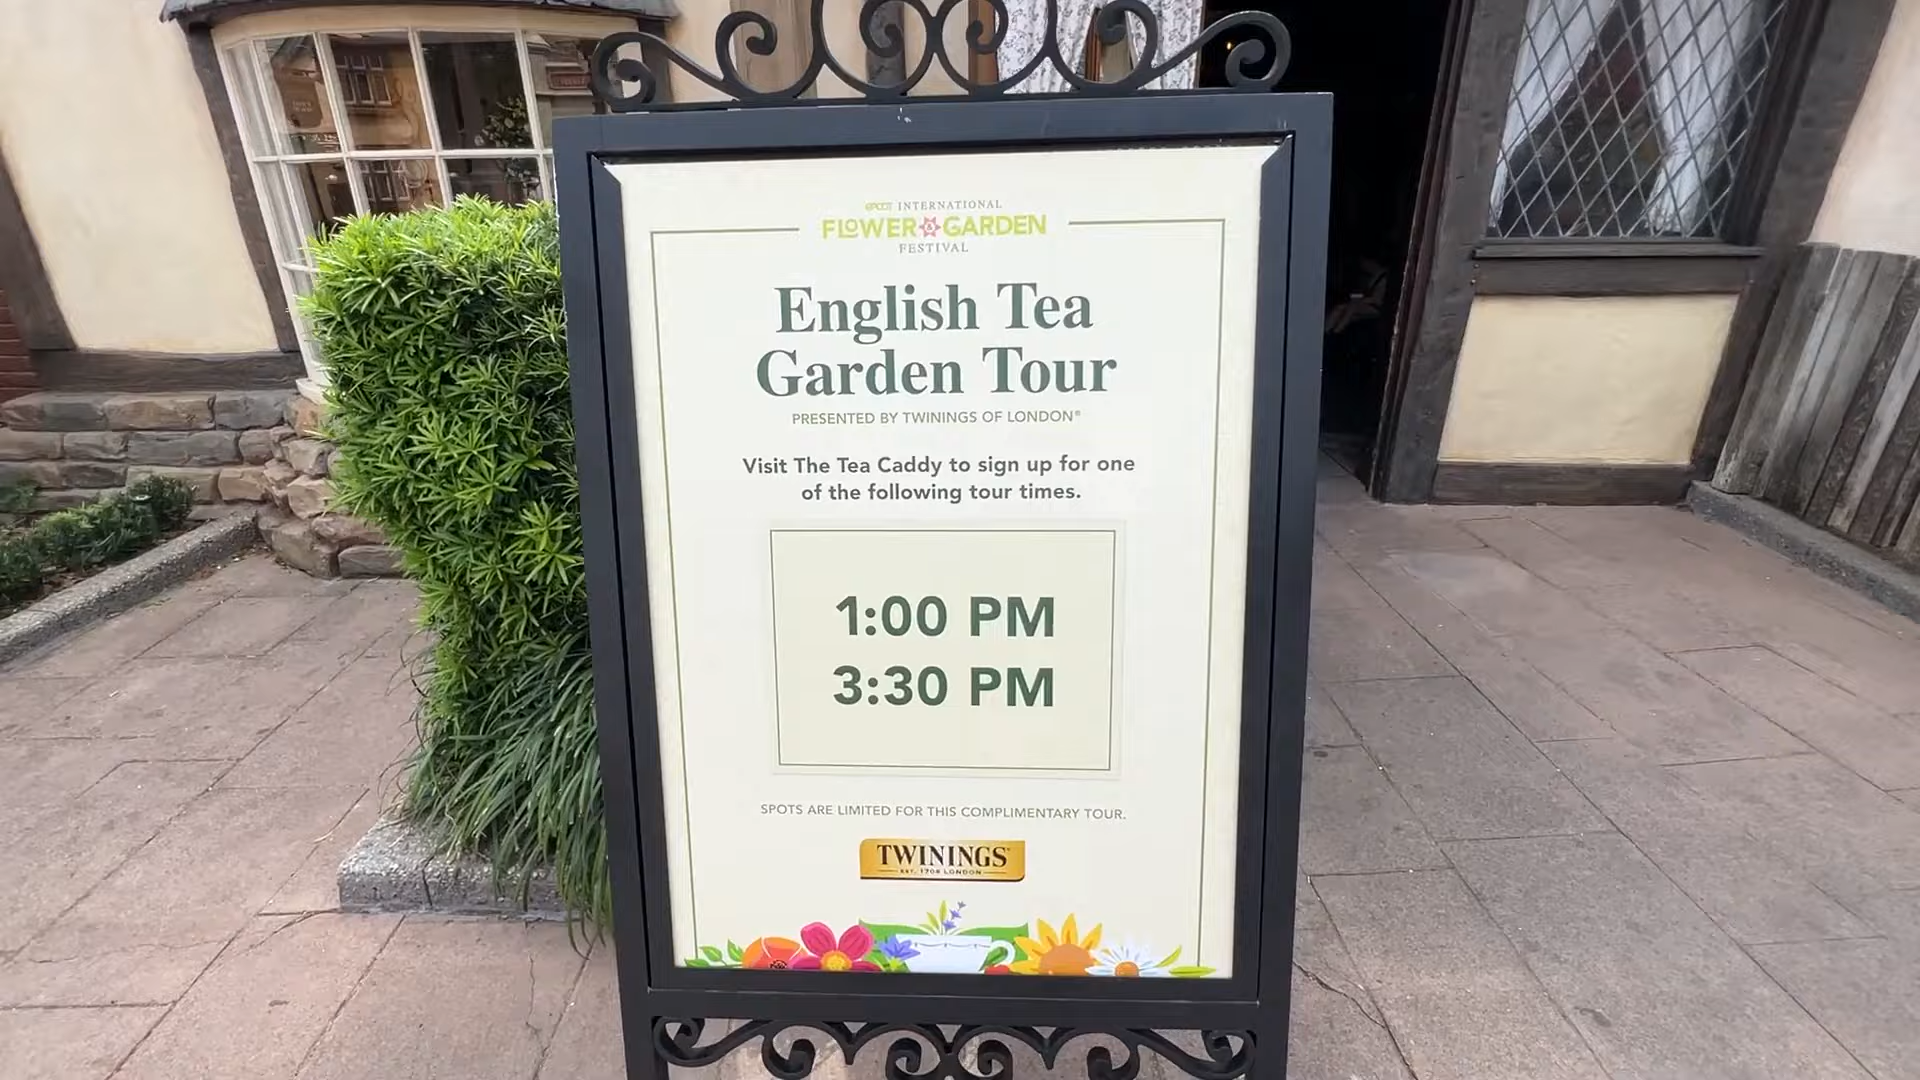 EPCOT INTERNATIONAL
FLOWER & GARDEN
FESTIVAL
English Tea
Garden Tour
PRESENTED BY TWININGS OF LONDON®
Visit The Tea Caddy to sign up for one
of the following tour times.
1:00 PM
3:30 PM
SPOTS ARE LIMITED FOR THIS COMPLIMENTARY TOUR.
TWININGS
EST. 1706 LONDON